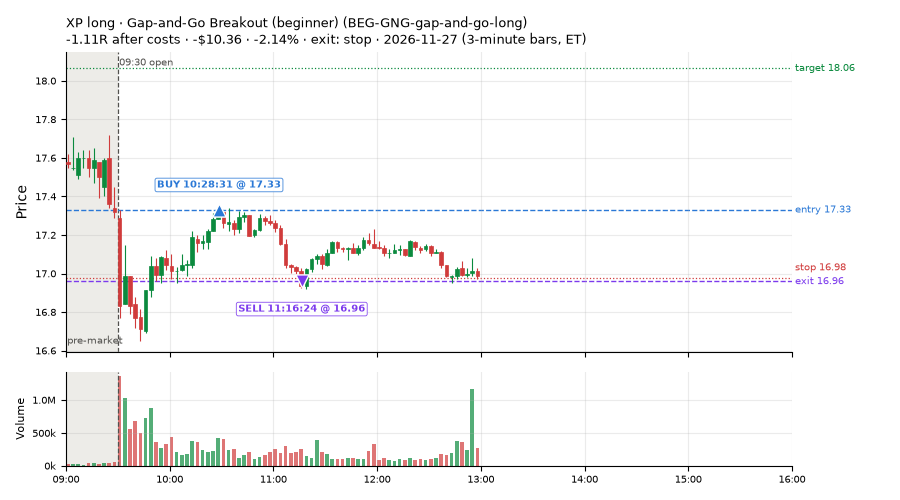 XP long · Gap-and-Go Breakout (beginner) (BEG-GNG-gap-and-go-long)
-1.11R after costs · -$10.36 · -2.14% · exit: stop · 2026-11-27 (3-minute bars, ET)
09:30 open
target 18.06
18.0
17.8
17.6
17.4
17.2
17.0
16.8
16.6
Price
BUY 10:28:31 @ 17.33
entry 17.33
stop 16.98
exit 16.96
SELL 11:16:24 @ 16.96
pre-market
Volume
1.0M
500k
0k
09:00
10:00
11:00
12:00
13:00
14:00
15:00
16:00